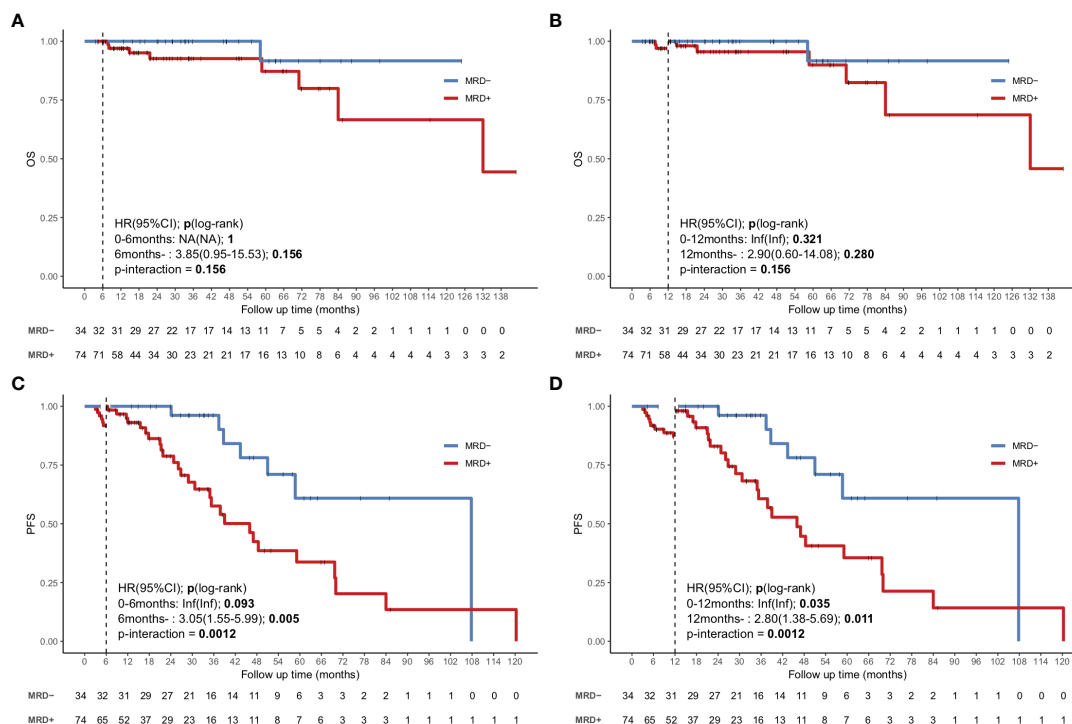 A
1.00
0.75
0.50
0.25
0.00
OS
MRD−
MRD+
HR(95%CI); p(log-rank)
0-6months: NA(NA); 1
6months- : 3.85(0.95-15.53); 0.156
p-interaction = 0.156
0 6 12 18 24 30 36 42 48 54 60 66 72 78 84 90 96 102 108 114 120 126 132 138
Follow up time (months)
MRD− 34 32 31 29 27 22 17 17 14 13 11 7 5 5 4 2 2 1 1 1 1 0 0 0
MRD+ 74 71 58 44 34 30 23 21 21 17 16 13 10 8 6 4 4 4 4 4 3 3 3 2
B
1.00
0.75
0.50
0.25
0.00
OS
MRD−
MRD+
HR(95%CI); p(log-rank)
0-12months: Inf(Inf); 0.321
12months- : 2.90(0.60-14.08); 0.280
p-interaction = 0.156
0 6 12 18 24 30 36 42 48 54 60 66 72 78 84 90 96 102 108 114 120 126 132 138
Follow up time (months)
MRD− 34 32 31 29 27 22 17 17 14 13 11 7 5 5 4 2 2 1 1 1 1 0 0 0
MRD+ 74 71 58 44 34 30 23 21 21 17 16 13 10 8 6 4 4 4 4 4 3 3 3 2
C
1.00
0.75
0.50
0.25
0.00
PFS
MRD−
MRD+
HR(95%CI); p(log-rank)
0-6months: Inf(Inf); 0.093
6months- : 3.05(1.55-5.99); 0.005
p-interaction = 0.0012
0 6 12 18 24 30 36 42 48 54 60 66 72 78 84 90 96 102 108 114 120
Follow up time (months)
MRD− 34 32 31 29 27 21 16 14 11 9 6 3 3 2 2 1 1 1 0 0 0
MRD+ 74 65 52 37 29 23 16 13 11 8 7 6 3 3 3 1 1 1 1 1 1
D
1.00
0.75
0.50
0.25
0.00
PFS
MRD−
MRD+
HR(95%CI); p(log-rank)
0-12months: Inf(Inf); 0.035
12months- : 2.80(1.38-5.69); 0.011
p-interaction = 0.0012
0 6 12 18 24 30 36 42 48 54 60 66 72 78 84 90 96 102 108 114 120
Follow up time (months)
MRD− 34 32 31 29 27 21 16 14 11 9 6 3 3 2 2 1 1 1 0 0 0
MRD+ 74 65 52 37 29 23 16 13 11 8 7 6 3 3 3 1 1 1 1 1 1